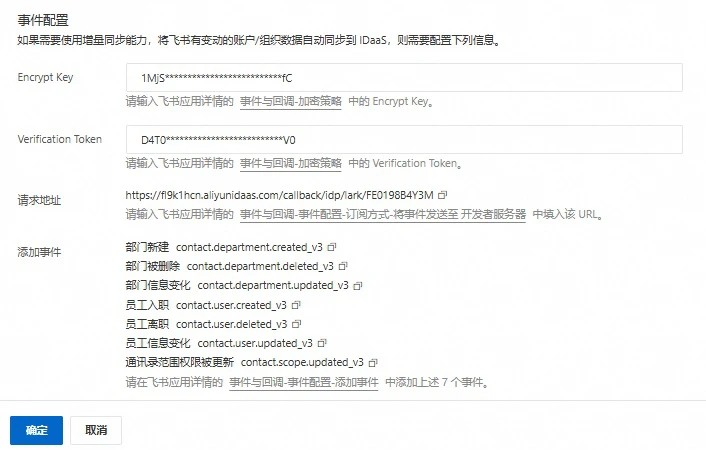 事件配置
如果需要使用增量同步能力，将飞书有变动的账户/组织数据自动同步到 IDaaS，则需要配置下列信息。
Encrypt Key
1MjS**************************fC
请输入飞书应用详情的 事件与回调-加密策略 中的 Encrypt Key。
Verification Token
D4T0**************************V0
请输入飞书应用详情的 事件与回调-加密策略 中的 Verification Token。
请求地址
https://fl9k1hcn.aliyunidaas.com/callback/idp/lark/FE0198B4Y3M
请输入飞书应用详情的 事件与回调-事件配置-订阅方式-将事件发送至 开发者服务器 中填入该 URL。
添加事件
部门新建 contact.department.created_v3
部门被删除 contact.department.deleted_v3
部门信息变化 contact.department.updated_v3
员工入职 contact.user.created_v3
员工离职 contact.user.deleted_v3
员工信息变化 contact.user.updated_v3
通讯录范围权限被更新 contact.scope.updated_v3
请在飞书应用详情的 事件与回调-事件配置-添加事件 中添加上述 7 个事件。
确定
取消